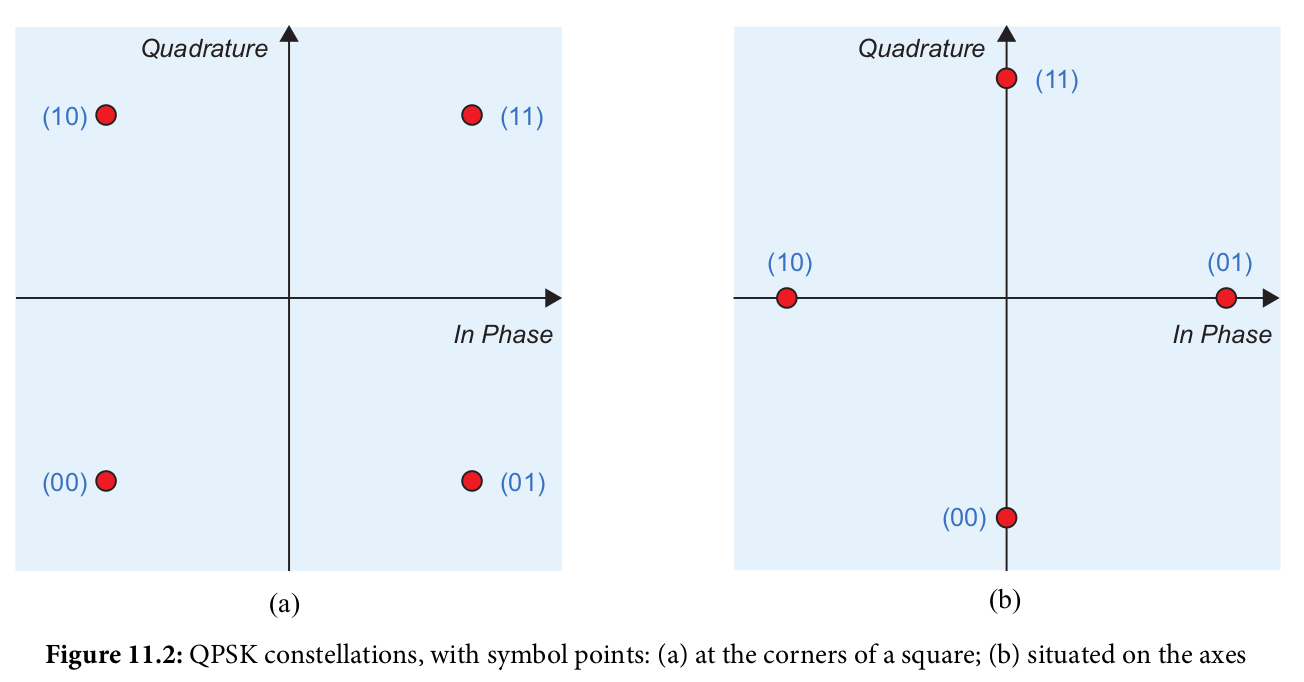 Quadrature
(10)
(11)
In Phase
(00)
(01)
(a)
Quadrature
(11)
(10)
(01)
In Phase
(00)
(b)
Figure 11.2: QPSK constellations, with symbol points: (a) at the corners of a square; (b) situated on the axes